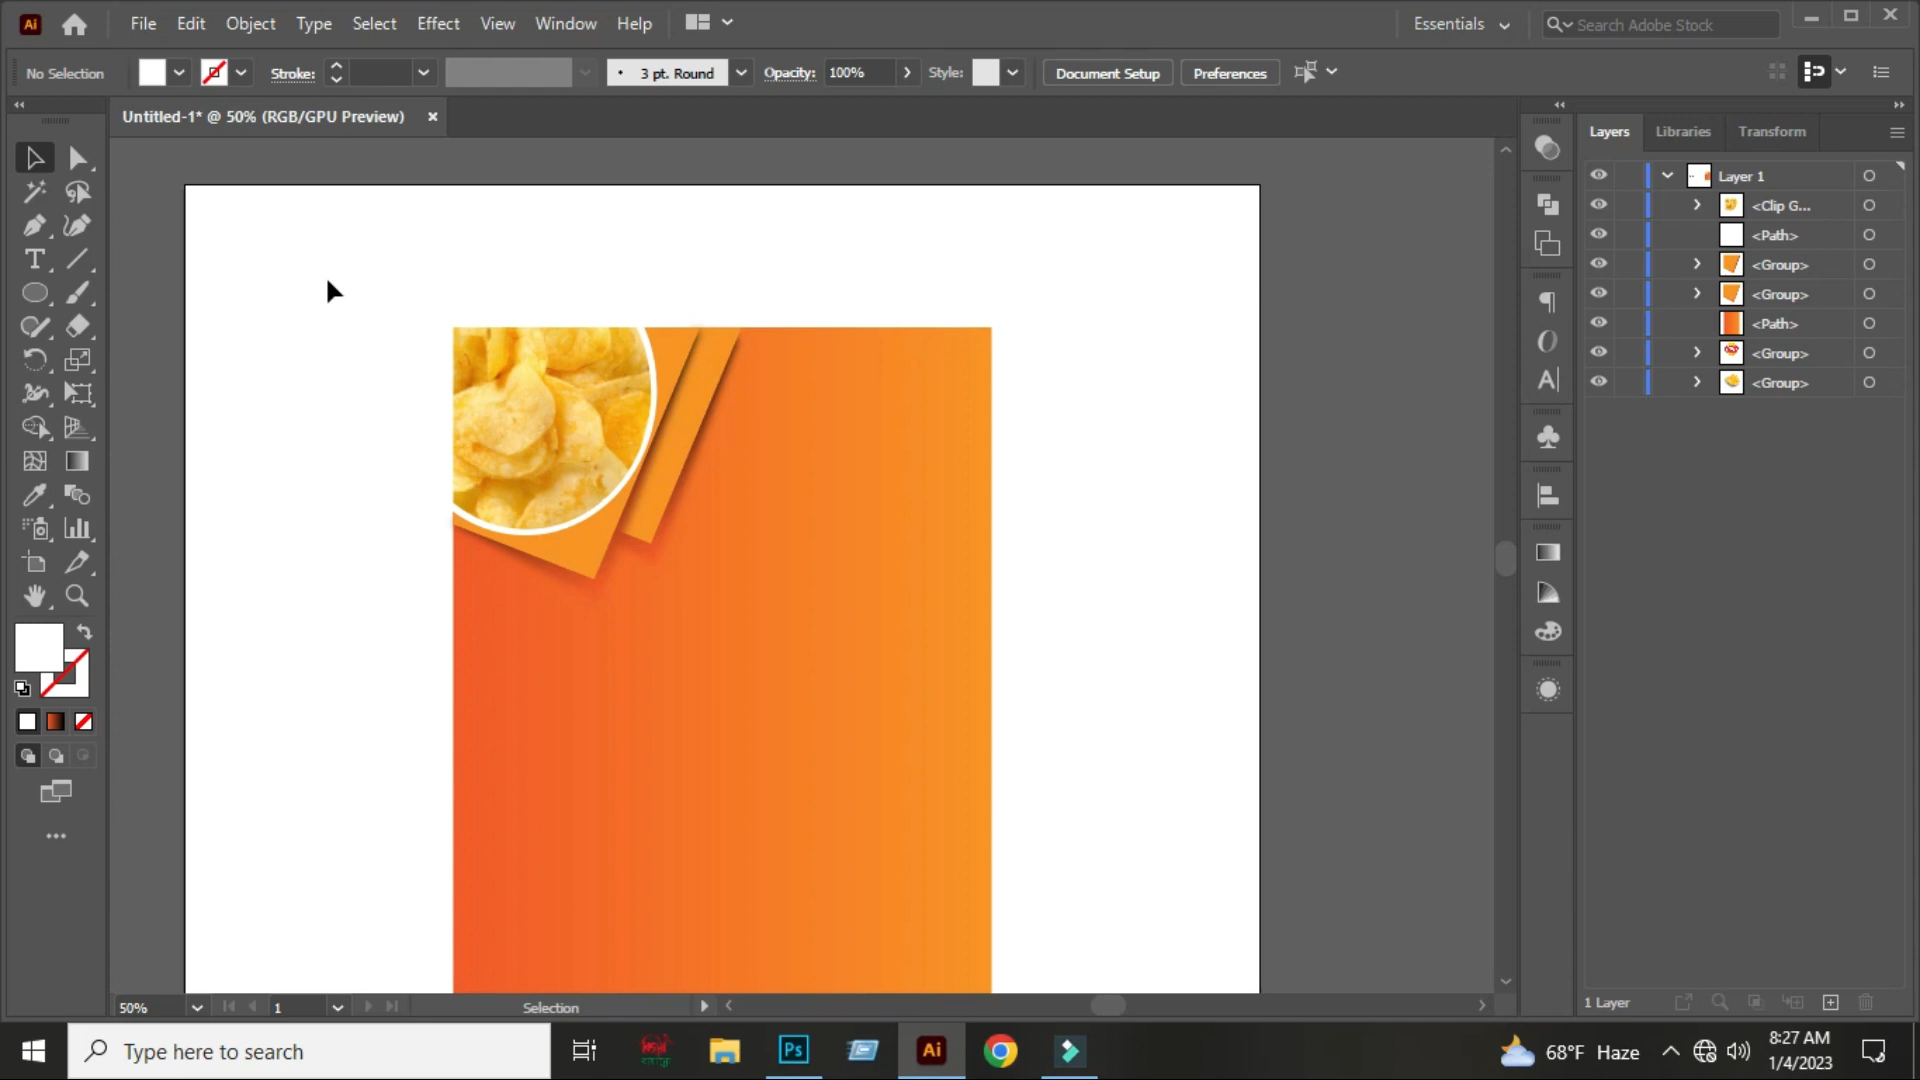 Ai File Edit Object Type Select Effect View Window Help Essentials Search Adobe Stock
No Selection Stroke: 3 pt. Round Opacity: 100% Style: Document Setup Preferences
Untitled-1* @ 50% (RGB/GPU Preview)
Layers Libraries Transform
Layer 1
<Clip G...
<Path>
<Group>
<Group>
<Path>
<Group>
<Group>
50% 1 Selection
1 Layer
Type here to search
Ps
Ai
68°F Haze
8:27 AM
1/4/2023